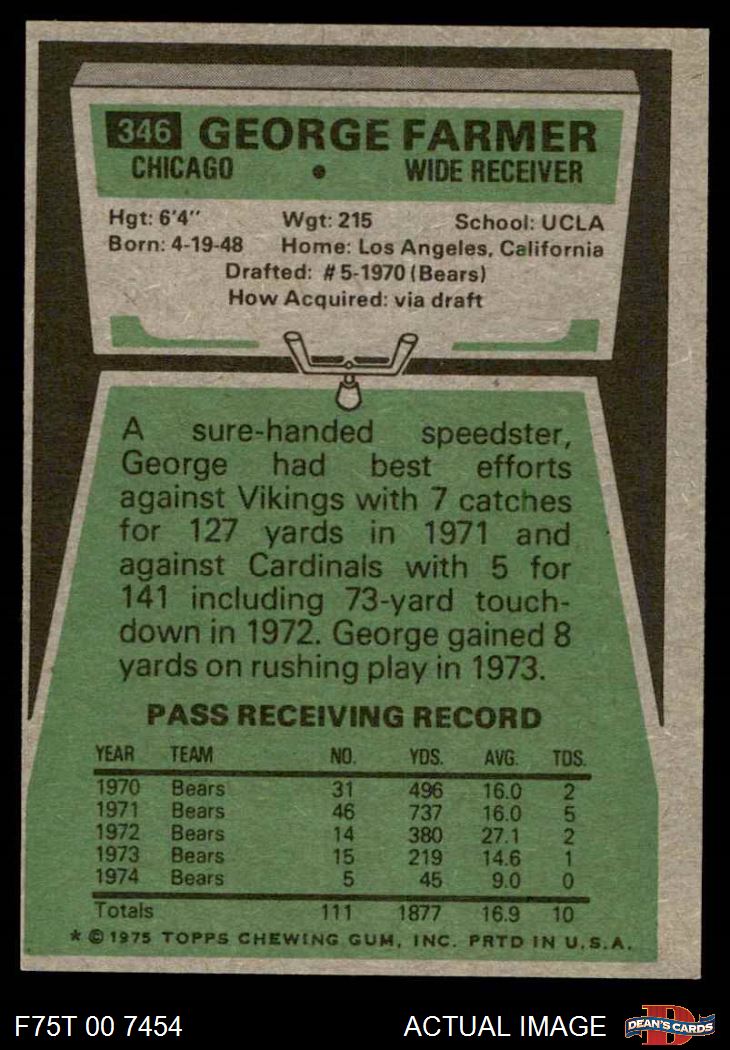 346 GEORGE FARMER
CHICAGO • WIDE RECEIVER
Hgt: 6'4" Wgt: 215 School: UCLA
Born: 4-19-48 Home: Los Angeles, California
Drafted: #5-1970 (Bears)
How Acquired: via draft
A sure-handed speedster,
George had best efforts
against Vikings with 7 catches
for 127 yards in 1971 and
against Cardinals with 5 for
141 including 73-yard touch-
down in 1972. George gained 8
yards on rushing play in 1973.
PASS RECEIVING RECORD
YEAR TEAM NO. YDS. AVG. TDS.
1970 Bears 31 496 16.0 2
1971 Bears 46 737 16.0 5
1972 Bears 14 380 27.1 2
1973 Bears 15 219 14.6 1
1974 Bears 5 45 9.0 0
Totals 111 1877 16.9 10
* © 1975 TOPPS CHEWING GUM, INC. PRTD IN U.S.A.
F75T 00 7454 ACTUAL IMAGE D DEAN'S CARDS